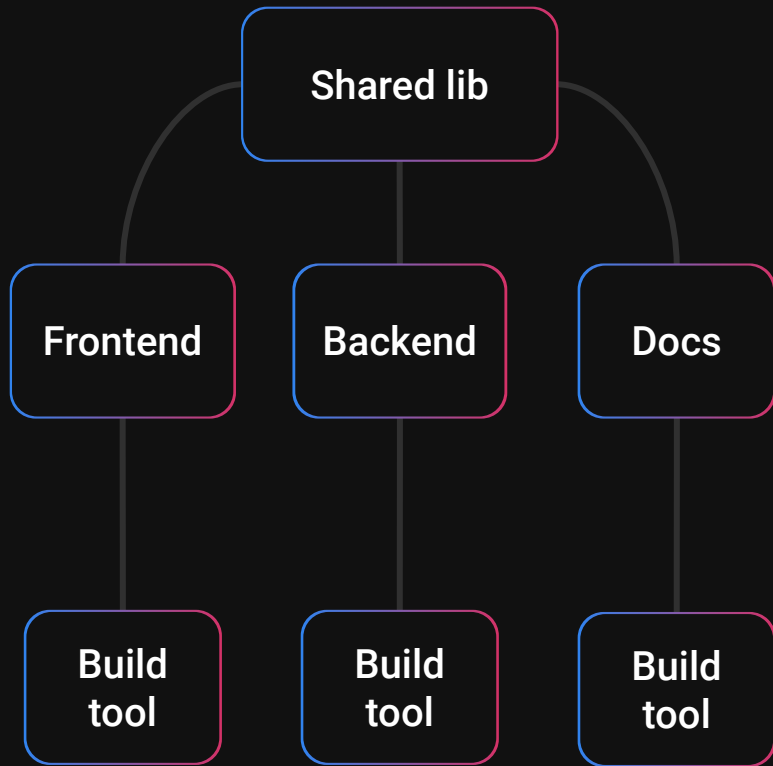 Shared lib
Frontend
Backend
Docs
Build
tool
Build
tool
Build
tool